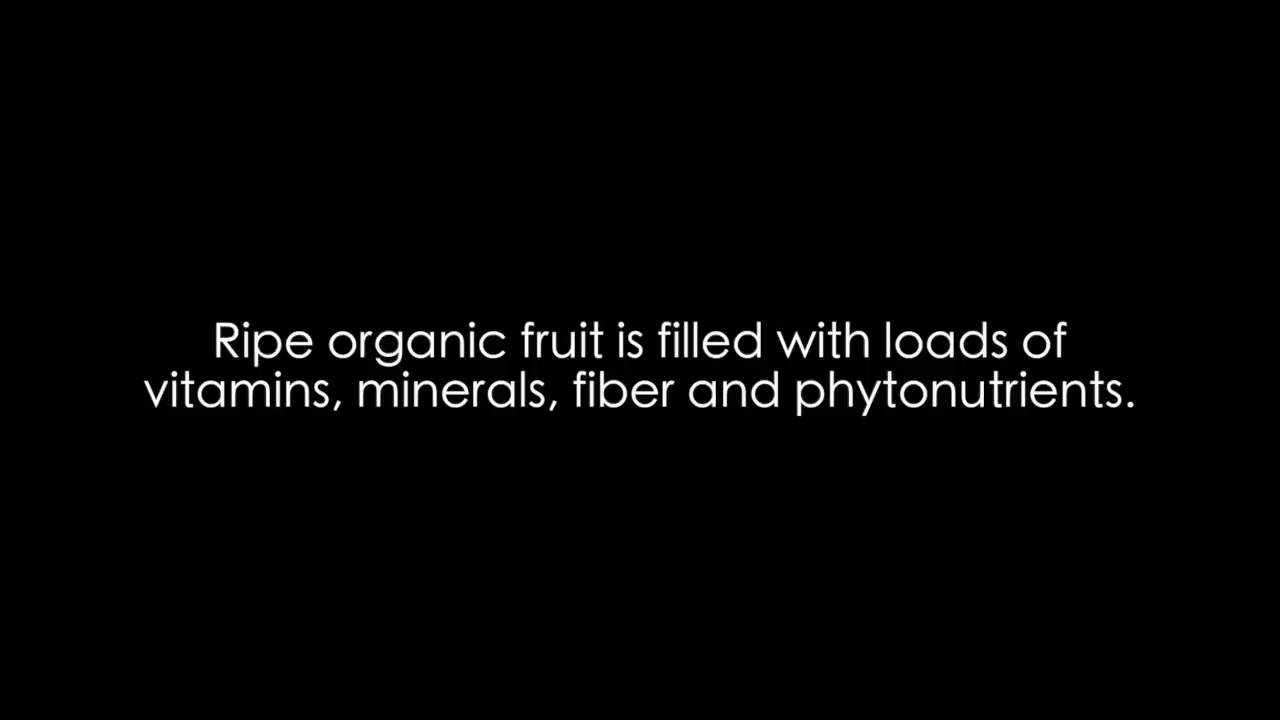 Ripe organic fruit is filled with loads of
vitamins, minerals, fiber and phytonutrients.